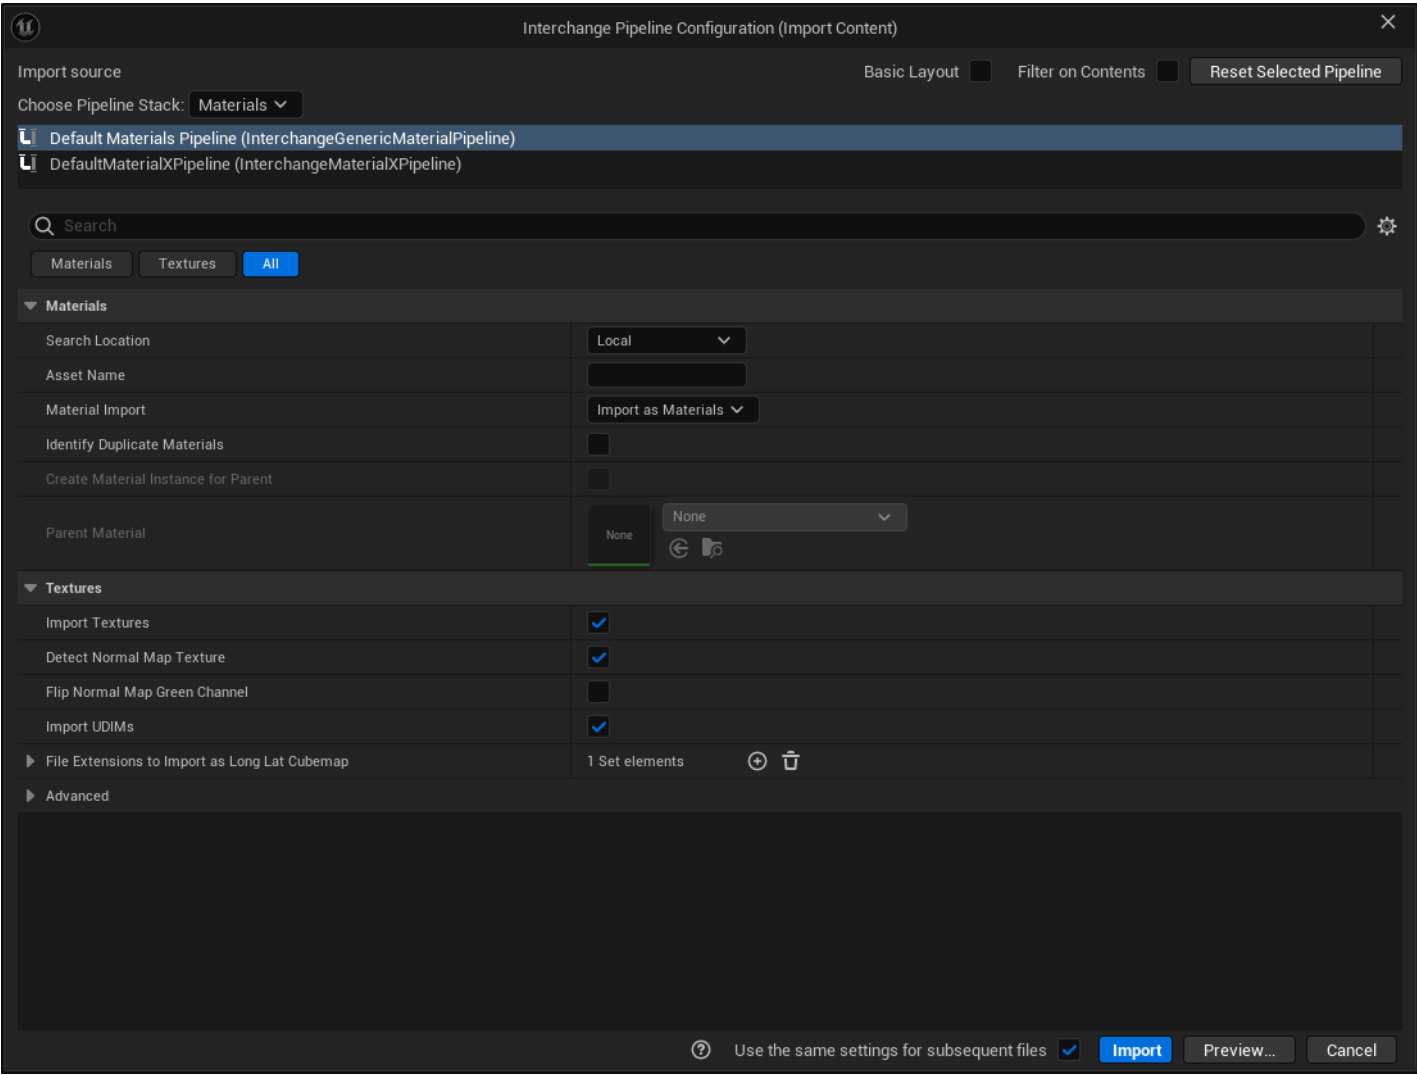 Interchange Pipeline Configuration (Import Content)
Import source
Basic Layout
Filter on Contents
Reset Selected Pipeline
Choose Pipeline Stack:
Materials
Default Materials Pipeline (InterchangeGenericMaterialPipeline)
DefaultMaterialXPipeline (InterchangeMaterialXPipeline)
Search
Materials
Textures
All
Materials
Search Location
Local
Asset Name
Material Import
Import as Materials
Identify Duplicate Materials
Create Material Instance for Parent
Parent Material
None
None
Textures
Import Textures
Detect Normal Map Texture
Flip Normal Map Green Channel
Import UDIMs
File Extensions to Import as Long Lat Cubemap
1 Set elements
Advanced
Use the same settings for subsequent files
Import
Preview...
Cancel